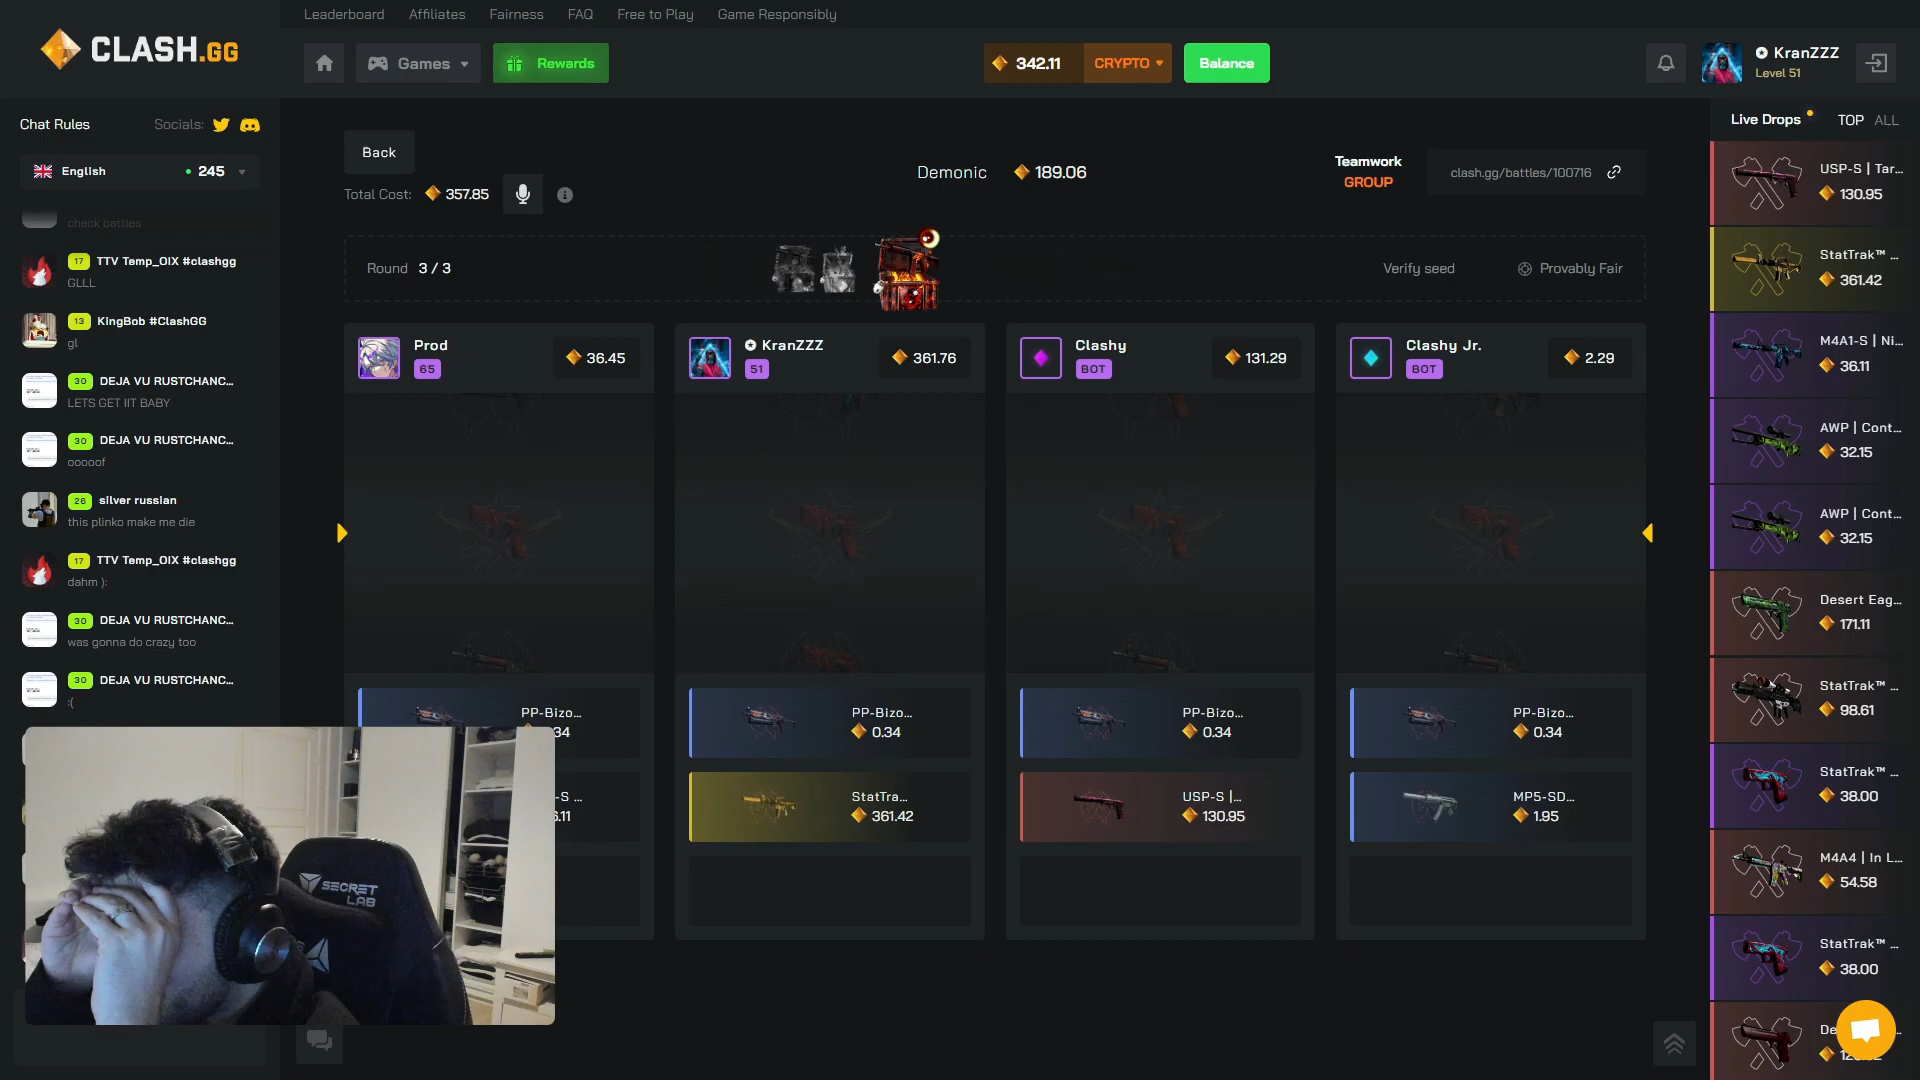 Leaderboard Affiliates Fairness FAQ Free to Play Game Responsibly
CLASH.GG
Games
Rewards
342.11
CRYPTO
Balance
KranZZZ
Level 51
Chat Rules
Socials:
English
245
check battles
17 TTV Temp_OIX #clashgg
GLLL
13 KingBob #ClashGG
gl
30 DEJA VU RUSTCHANC...
LETS GET IIT BABY
30 DEJA VU RUSTCHANC...
ooooof
26 silver russian
this plinko make me die
17 TTV Temp_OIX #clashgg
dahm ):
30 DEJA VU RUSTCHANC...
was gonna do crazy too
30 DEJA VU RUSTCHANC...
:(
Back
Total Cost: 357.85
Demonic 189.06
Teamwork
GROUP
clash.gg/battles/100716
Round 3 / 3
Verify seed
Provably Fair
Prod
65
36.45
KranZZZ
51
361.76
Clashy
BOT
131.29
Clashy Jr.
BOT
2.29
PP-Bizo...
34
PP-Bizo...
0.34
PP-Bizo...
0.34
PP-Bizo...
0.34
-S ...
.11
StatTra...
361.42
USP-S |...
130.95
MP5-SD...
1.95
SECRET
LAB
Live Drops
TOP ALL
USP-S | Tar...
130.95
StatTrak™ ...
361.42
M4A1-S | Ni...
36.11
AWP | Cont...
32.15
AWP | Cont...
32.15
Desert Eag...
171.11
StatTrak™ ...
98.61
StatTrak™ ...
38.00
M4A4 | In L...
54.58
StatTrak™ ...
38.00
De